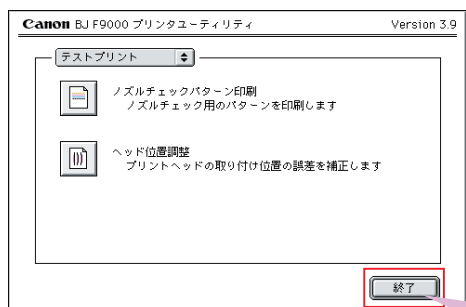 Canon BJ F9000 プリンタユーティリティ Version 3.9
テストプリント
ノズルチェックパターン印刷
ノズルチェック用のパターンを印刷します
ヘッド位置調整
プリントヘッドの取り付け位置の誤差を補正します
終了